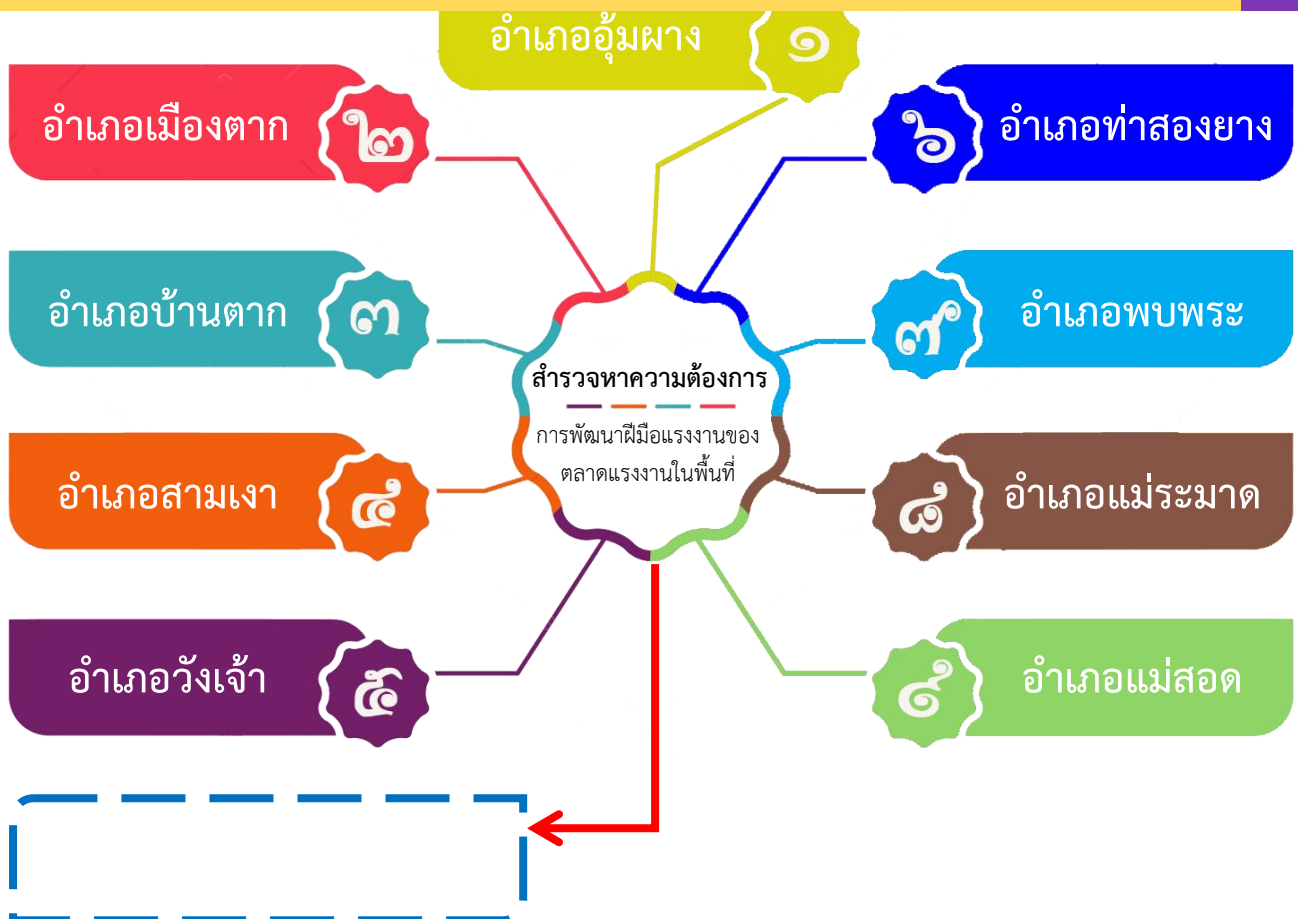 อำเภออุ้มผาง ๑
อำเภอเมืองตาก ๒
๖ อำเภอท่าสองยาง
อำเภอบ้านตาก ๓
๗ อำเภอพบพระ
สำรวจหาความต้องการ
การพัฒนาฝีมือแรงงานของ
ตลาดแรงงานในพื้นที่
อำเภอสามเงา ๔
๘ อำเภอแม่ระมาด
อำเภอวังเจ้า ๕
๙ อำเภอแม่สอด